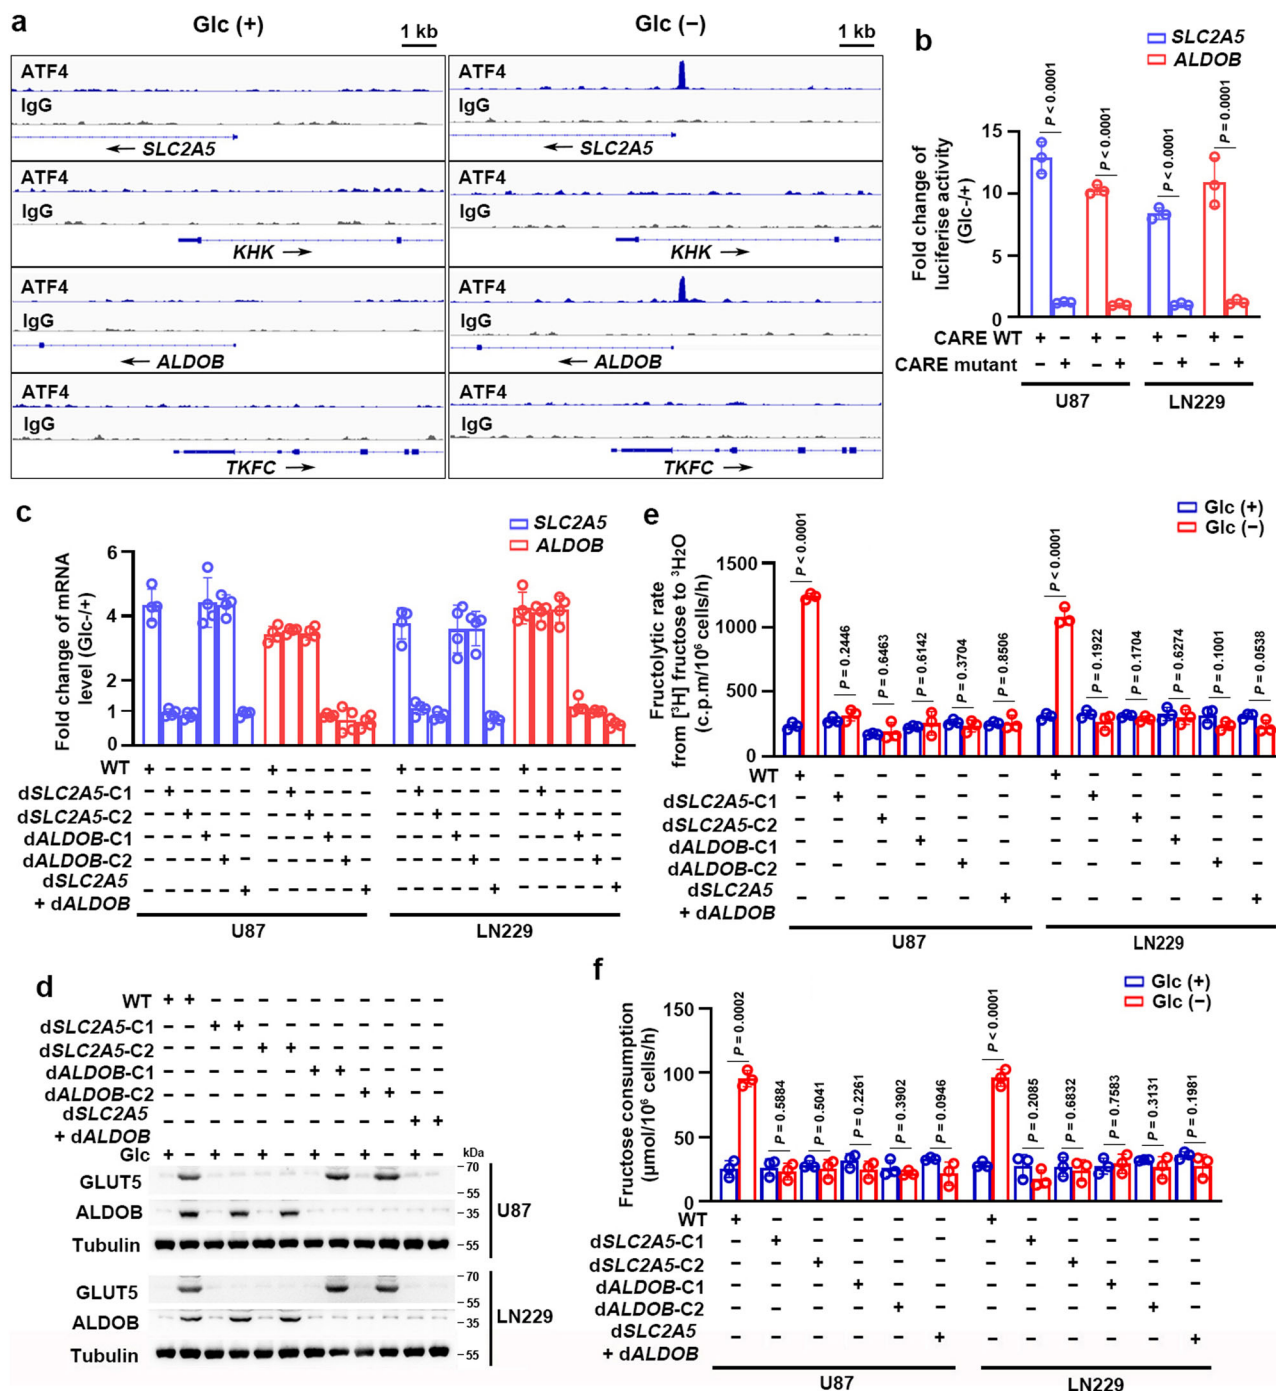 a
Glc (+)
1 kb
Glc (−)
1 kb
ATF4
IgG
← SLC2A5
ATF4
IgG
KHK →
ATF4
IgG
← ALDOB
ATF4
IgG
TKFC →
ATF4
IgG
← SLC2A5
ATF4
IgG
KHK →
ATF4
IgG
← ALDOB
ATF4
IgG
TKFC →
b
SLC2A5
ALDOB
Fold change of
luciferise activity
(Glc-/+)
15
10
5
0
P < 0.0001
P < 0.0001
P < 0.0001
P = 0.0001
CARE WT + − + − + − + −
CARE mutant − + − + − + − +
U87
LN229
c
SLC2A5
ALDOB
Fold change of mRNA
level (Glc-/+)
6
4
2
1
0
WT + − − − − − + − − − − − + − − − − − + − − − − −
dSLC2A5-C1 − + − − − − − + − − − − − + − − − − − + − − − −
dSLC2A5-C2 − − + − − − − − + − − − − − + − − − − − + − − −
dALDOB-C1 − − − + − − − − − + − − − − − + − − − − − + − −
dALDOB-C2 − − − − + − − − − − + − − − − − + − − − − − + −
dSLC2A5
+ dALDOB − − − − − + − − − − − + − − − − − + − − − − − +
U87
LN229
e
Glc (+)
Glc (−)
Fructolytic rate
from [³H] fructose to ³H₂O
(c.p.m/10⁶ cells/h)
1500
1000
500
0
P < 0.0001
P = 0.2446
P = 0.6463
P = 0.6142
P = 0.3704
P = 0.8506
P < 0.0001
P = 0.1922
P = 0.1704
P = 0.6274
P = 0.1001
P = 0.0538
WT + − − − − − + − − − − −
dSLC2A5-C1 − + − − − − − + − − − −
dSLC2A5-C2 − − + − − − − − + − − −
dALDOB-C1 − − − + − − − − − + − −
dALDOB-C2 − − − − + − − − − − + −
dSLC2A5
+ dALDOB − − − − − + − − − − − +
U87
LN229
d
WT + + − − − − − − − − − −
dSLC2A5-C1 − − + + − − − − − − − −
dSLC2A5-C2 − − − − + + − − − − − −
dALDOB-C1 − − − − − − + + − − − −
dALDOB-C2 − − − − − − − − + + − −
dSLC2A5
+ dALDOB − − − − − − − − − − + +
Glc + − + − + − + − + − + −
kDa
GLUT5
70
55
ALDOB
35
Tubulin
55
U87
GLUT5
70
55
ALDOB
35
Tubulin
55
LN229
f
Glc (+)
Glc (−)
Fructose consumption
(µmol/10⁶ cells/h)
150
100
50
0
P = 0.0002
P = 0.5884
P = 0.5041
P = 0.2261
P = 0.3902
P = 0.0946
P < 0.0001
P = 0.2085
P = 0.6832
P = 0.7583
P = 0.3131
P = 0.1981
WT + − − − − − + − − − − −
dSLC2A5-C1 − + − − − − − + − − − −
dSLC2A5-C2 − − + − − − − − + − − −
dALDOB-C1 − − − + − − − − − + − −
dALDOB-C2 − − − − + − − − − − + −
dSLC2A5
+ dALDOB − − − − − + − − − − − +
U87
LN229